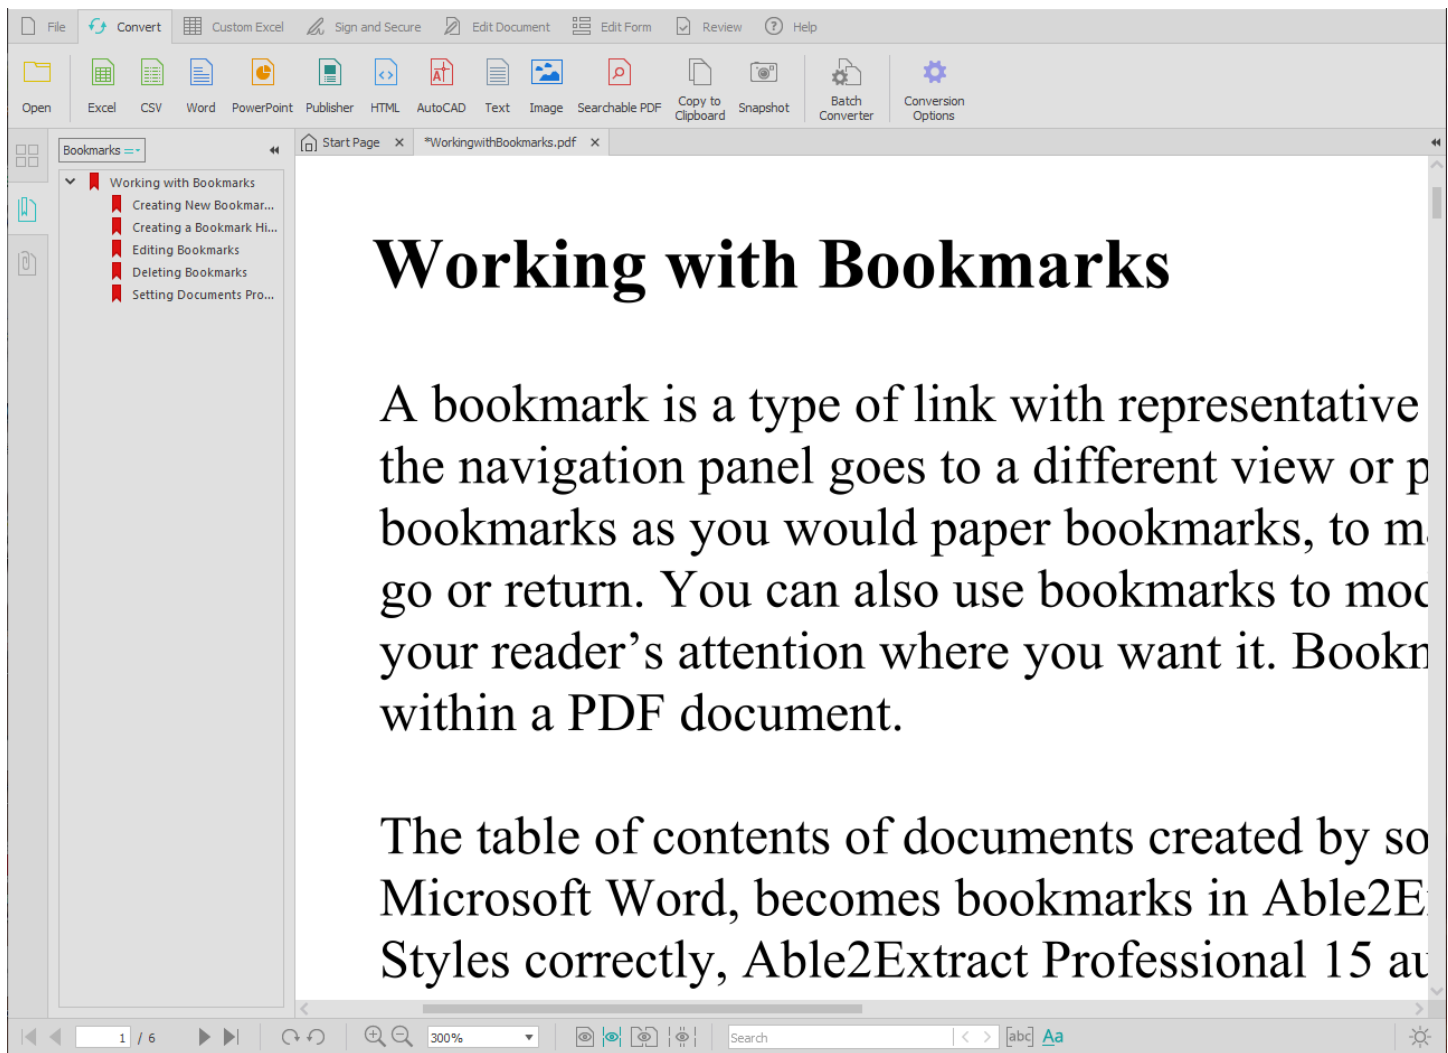 File Convert Custom Excel Sign and Secure Edit Document Edit Form Review Help
Open Excel CSV Word PowerPoint Publisher HTML AutoCAD Text Image Searchable PDF Copy to Clipboard Snapshot Batch Converter Conversion Options
Bookmarks
Start Page *WorkingwithBookmarks.pdf
Working with Bookmarks
Creating New Bookmar...
Creating a Bookmark Hi...
Editing Bookmarks
Deleting Bookmarks
Setting Documents Pro...
Working with Bookmarks
A bookmark is a type of link with representative
the navigation panel goes to a different view or p
bookmarks as you would paper bookmarks, to m
go or return. You can also use bookmarks to mod
your reader’s attention where you want it. Book
within a PDF document.
The table of contents of documents created by so
Microsoft Word, becomes bookmarks in Able2E
Styles correctly, Able2Extract Professional 15 au
1 / 6 300% Search [abc] Aa